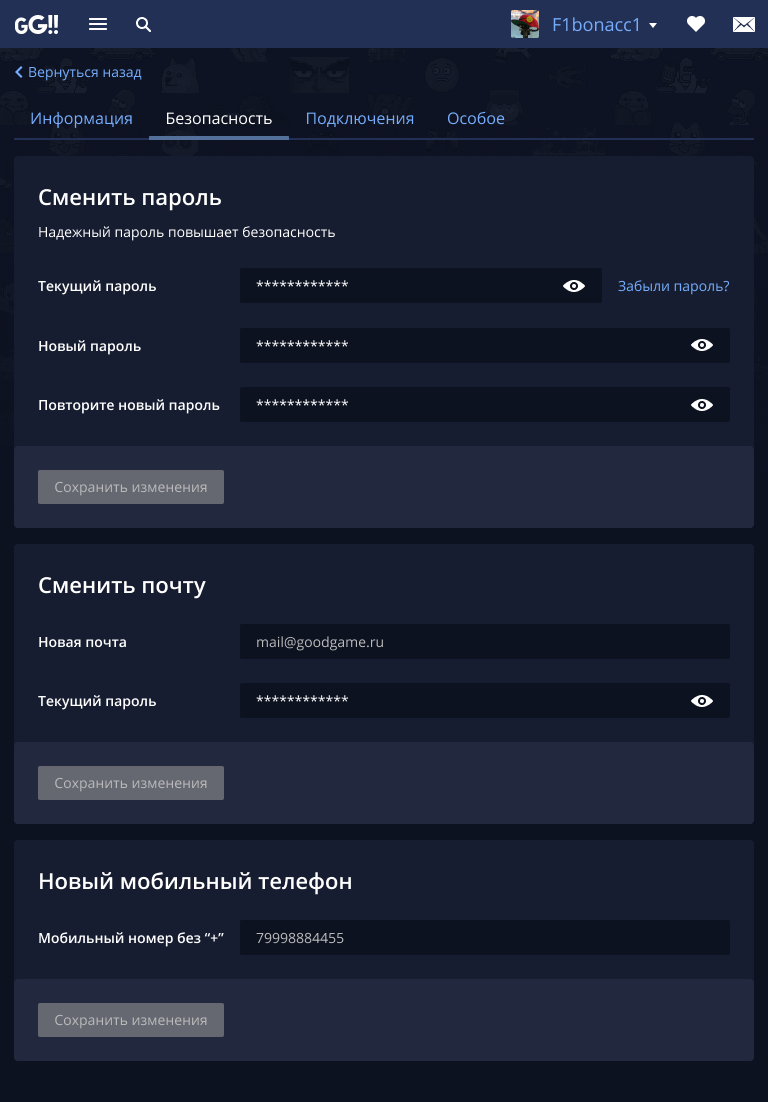 GG!!
F1bonacc1
Вернуться назад
Информация Безопасность Подключения Особое
Сменить пароль
Надежный пароль повышает безопасность
Текущий пароль ************ Забыли пароль?
Новый пароль ************
Повторите новый пароль ************
Сохранить изменения
Сменить почту
Новая почта mail@goodgame.ru
Текущий пароль ************
Сохранить изменения
Новый мобильный телефон
Мобильный номер без “+” 79998884455
Сохранить изменения